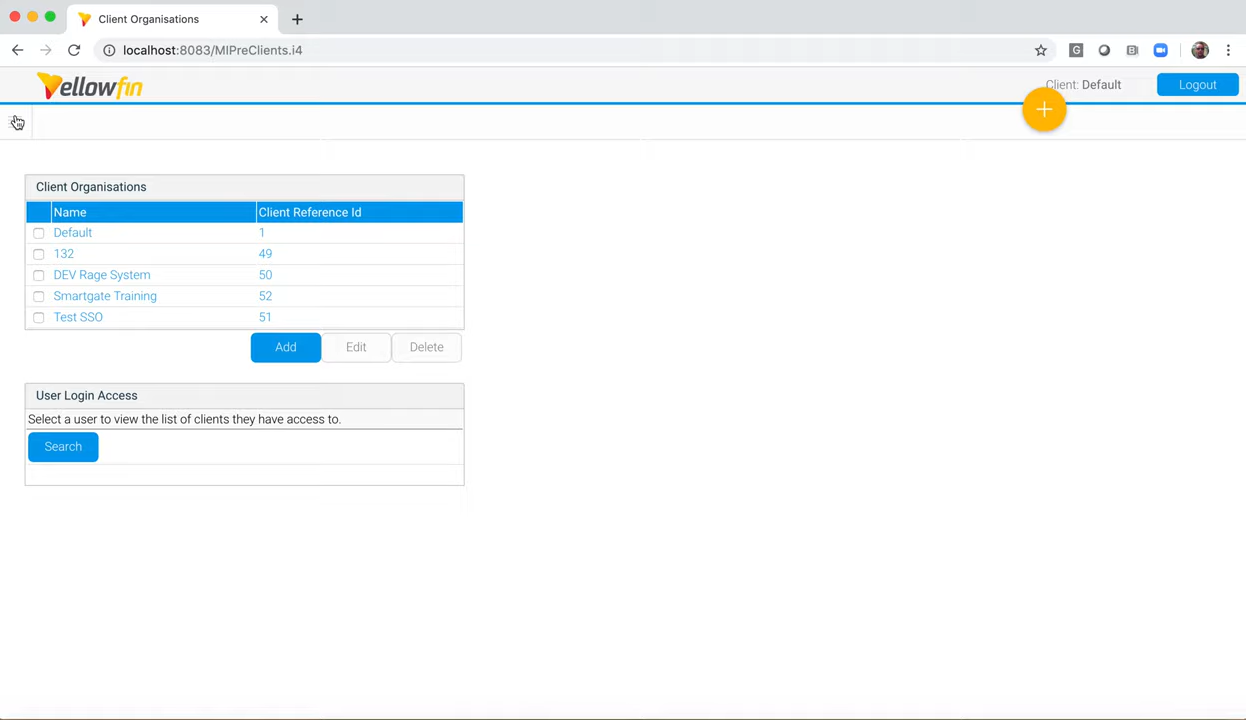 Client Organisations
localhost:8083/MIPreClients.i4
Yellowfin
Client: Default
Logout
Client Organisations
Name Client Reference Id
Default 1
132 49
DEV Rage System 50
Smartgate Training 52
Test SSO 51
Add Edit Delete
User Login Access
Select a user to view the list of clients they have access to.
Search